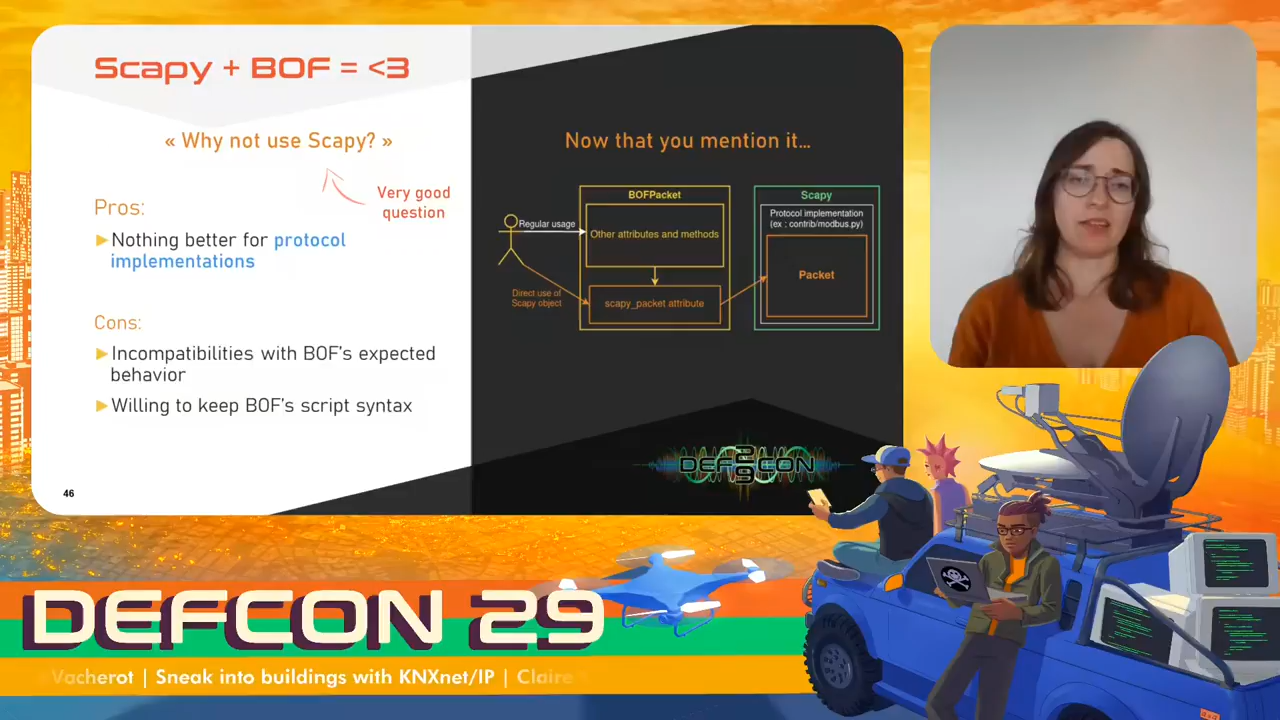 Scapy + BOF = <3
« Why not use Scapy? »
Very good
question
Pros:
Nothing better for protocol
implementations
Cons:
Incompatibilities with BOF's expected
behavior
Willing to keep BOF's script syntax
46
Now that you mention it...
BOFPacket
Regular usage
Other attributes and methods
Direct use of
Scapy object
scapy_packet attribute
Scapy
Protocol implementation
(ex : contrib/modbus.py)
Packet
DEF CON
29
DEFCON 29
Vacherot | Sneak into buildings with KNXnet/IP | Claire